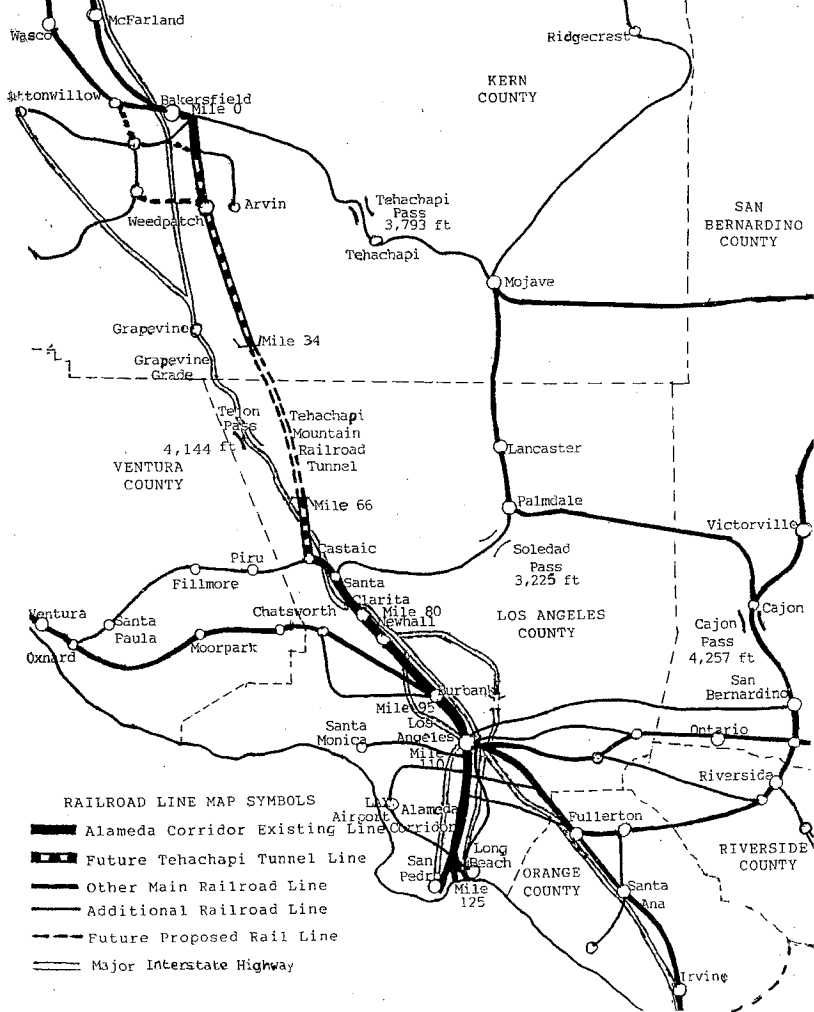 McFarland
Wasco
Ridgecrest
KERN
COUNTY
Buttonwillow
Bakersfield
Mile 0
Tehachapi
Pass
3,793 ft
Arvin
Weedpatch
SAN
BERNARDINO
COUNTY
Tehachapi
Mojave
Grapevine
Mile 34
Grapevine
Grade
Tejon
Pass
4,144 ft
Tehachapi
Mountain
Railroad
Tunnel
Lancaster
VENTURA
COUNTY
Mile 66
Palmdale
Victorville
Castaic
Soledad
Pass
3,225 ft
Piru
Fillmore
Santa
Clarita
Chatsworth
Mile 80
Newhall
LOS ANGELES
COUNTY
Cajon
Cajon
Pass
4,257 ft
Ventura
Santa
Paula
Oxnard
Moorpark
Burbank
San
Bernardino
Mile 95
Santa
Monica
Los
Angeles
Mile
110
Ontario
Riverside
LAX
Airport
Alameda
Corridor
Fullerton
Long
Beach
San
Pedro
Mile
125
ORANGE
COUNTY
RIVERSIDE
COUNTY
Santa
Ana
Irvine
RAILROAD LINE MAP SYMBOLS
Alameda Corridor Existing Line
Future Tehachapi Tunnel Line
Other Main Railroad Line
Additional Railroad Line
Future Proposed Rail Line
Major Interstate Highway